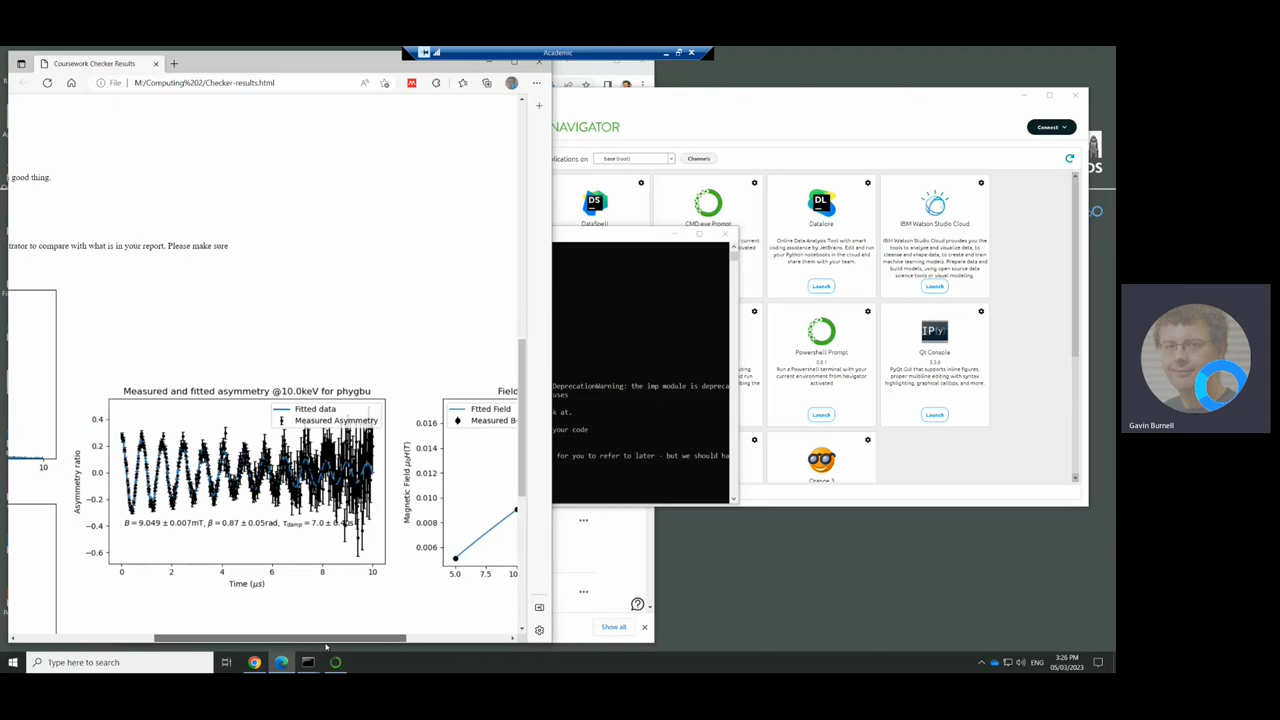 Academic
Coursework Checker Results
File
M:/Computing%202/Checker-results.html
good thing.
trator to compare with what is in your report. Please make sure
10
Measured and fitted asymmetry @10.0keV for phygbu
Fitted data
Measured Asymmetry
Asymmetry ratio
0.4
0.2
0.0
−0.2
−0.4
−0.6
0
2
4
6
8
10
Time (μs)
Field
Ftted Field
Measured B-
Magnetic Field μ₀H(T)
0.016
0.014
0.012
0.010
0.008
0.006
5.0
7.5
NAVIGATOR
Connect
plications on
base (root)
Channels
DS
DataSpell
CMD.exe Prompt
DL
Datalore
Online Data Analysis Tool with smart
coding assistance by JetBrains. Edit and run
your Python notebooks in the cloud and
share them with your team.
Launch
IBM Watson Studio Cloud
IBM Watson Studio Cloud provides you the
tools to analyze and visualize data, to
cleanse and shape data, to create and train
machine learning models. Prepare data and
build models, using open source data
science tools or visual modeling.
Launch
DeprecationWarning: the imp module is depreca
uses
k at.
your code
for you to refer to later - but we should ha
Powershell Prompt
0.0.1
Run a Powershell terminal with your
current environment from Navigator
activated
Launch
IP[y]:
Qt Console
PyQt GUI that supports inline figures,
proper multiline editing with syntax
highlighting, graphical calltips, and more.
Launch
Orange 3
Show all
Type here to search
ENG
3:26 PM
05/03/2023
Gavin Burnell